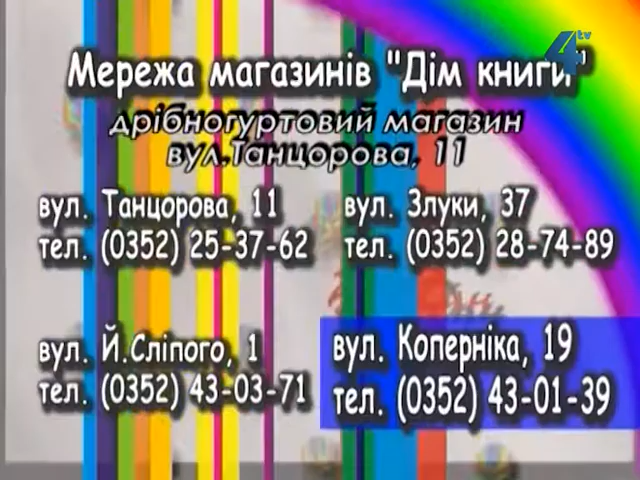 4tv
Мережа магазинів "Дім книги"
дрібногуртовий магазин
вул.Танцорова, 11
вул. Танцорова, 11
тел. (0352) 25-37-62
вул. Злуки, 37
тел. (0352) 28-74-89
вул. Й.Сліпого, 1
тел. (0352) 43-03-71
вул. Коперніка, 19
тел. (0352) 43-01-39